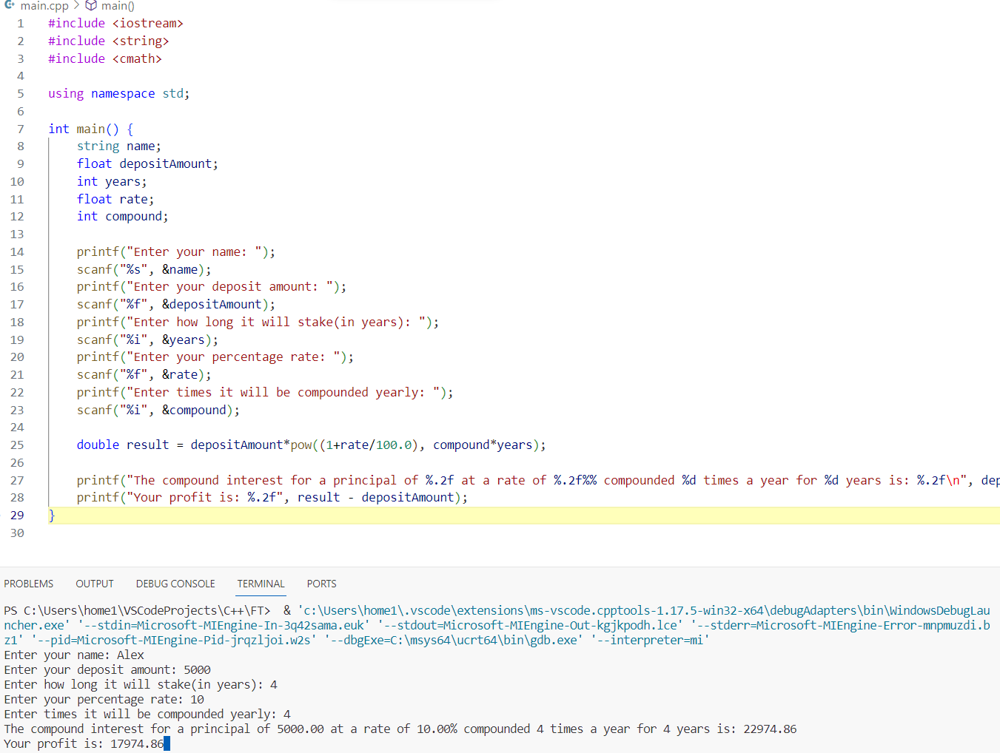 main.cpp > main()
1 #include <iostream>
2 #include <string>
3 #include <cmath>
4
5 using namespace std;
6
7 int main() {
8     string name;
9     float depositAmount;
10     int years;
11     float rate;
12     int compound;
13
14     printf("Enter your name: ");
15     scanf("%s", &name);
16     printf("Enter your deposit amount: ");
17     scanf("%f", &depositAmount);
18     printf("Enter how long it will stake(in years): ");
19     scanf("%i", &years);
20     printf("Enter your percentage rate: ");
21     scanf("%f", &rate);
22     printf("Enter times it will be compounded yearly: ");
23     scanf("%i", &compound);
24
25     double result = depositAmount*pow((1+rate/100.0), compound*years);
26
27     printf("The compound interest for a principal of %.2f at a rate of %.2f%% compounded %d times a year for %d years is: %.2f\n", dep
28     printf("Your profit is: %.2f", result - depositAmount);
29 }
30
PROBLEMS OUTPUT DEBUG CONSOLE TERMINAL PORTS
PS C:\Users\home1\VSCodeProjects\C++\FT>  & 'c:\Users\home1\.vscode\extensions\ms-vscode.cpptools-1.17.5-win32-x64\debugAdapters\bin\WindowsDebugLau
ncher.exe' '--stdin=Microsoft-MIEngine-In-3q42sama.euk' '--stdout=Microsoft-MIEngine-Out-kgjkpodh.lce' '--stderr=Microsoft-MIEngine-Error-mnpmuzdi.b
z1' '--pid=Microsoft-MIEngine-Pid-jrqzljoi.w2s' '--dbgExe=C:\msys64\ucrt64\bin\gdb.exe' '--interpreter=mi'
Enter your name: Alex
Enter your deposit amount: 5000
Enter how long it will stake(in years): 4
Enter your percentage rate: 10
Enter times it will be compounded yearly: 4
The compound interest for a principal of 5000.00 at a rate of 10.00% compounded 4 times a year for 4 years is: 22974.86
Your profit is: 17974.86